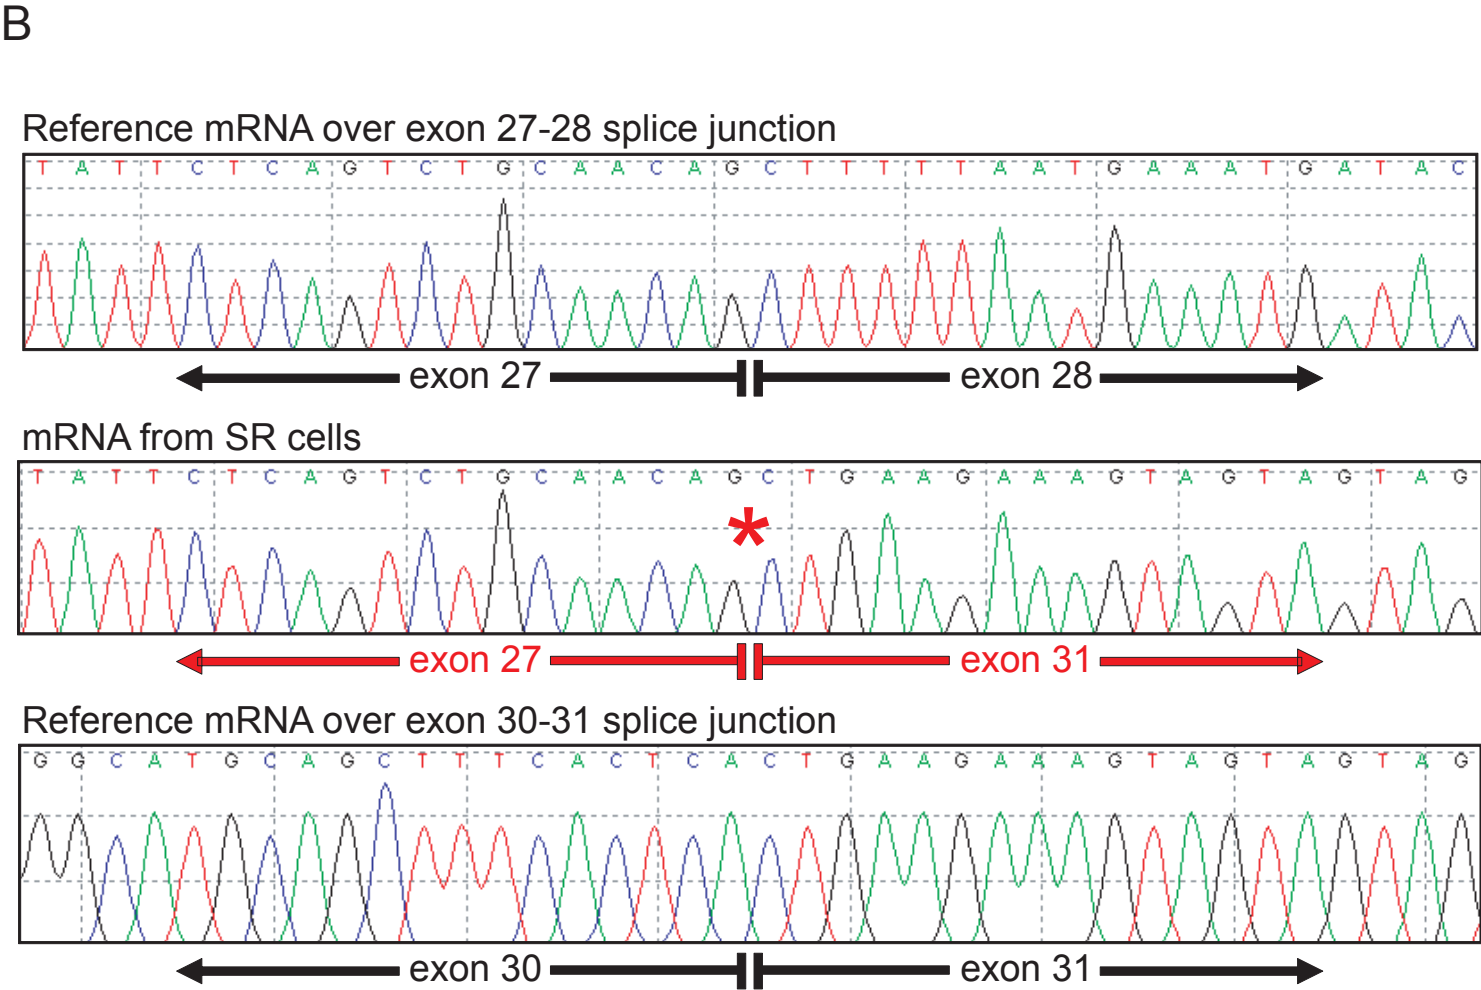 B
Reference mRNA over exon 27-28 splice junction
T A T T C T C A G T C T G C A A C A G C T T T T T A A T G A A A T G A T A C
exon 27 exon 28
mRNA from SR cells
T A T T C T C A G T C T G C A A C A G C T G A A G A A A G T A G T A G T A G
*
exon 27 exon 31
Reference mRNA over exon 30-31 splice junction
G G C A T G C A G C T T T C A C T C A C T G A A G A A A G T A G T A G T A G
exon 30 exon 31